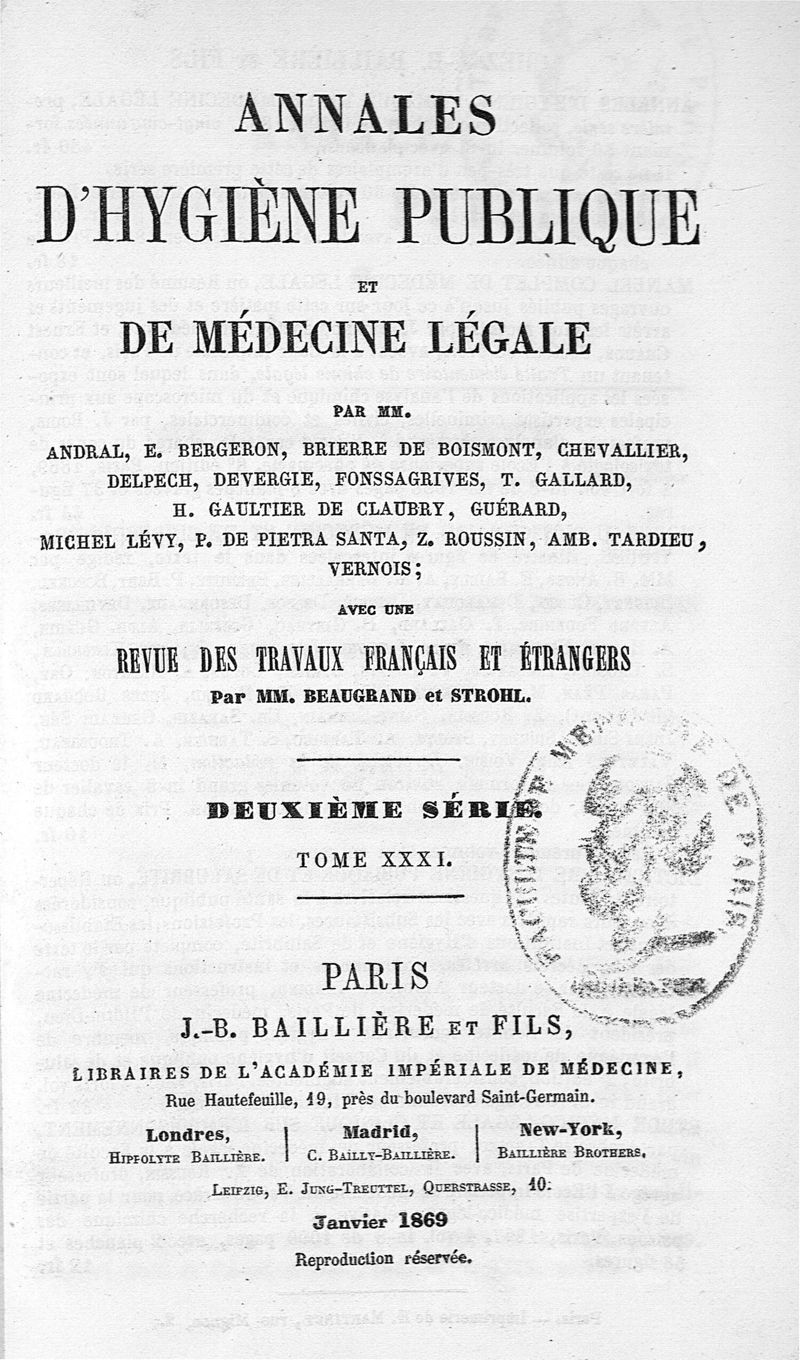 ANNALES
D'HYGIÈNE PUBLIQUE
ET
DE MÉDECINE LÉGALE
PAR MM.
ANDRAL, E. BERGERON, BRIERRE DE BOISMONT, CHEVALLIER,
DELPECH, DEVERGIE, FONSSAGRIVES, T. GALLARD,
H. GAULTIER DE CLAUBRY, GUÉRARD,
MICHEL LÉVY, P. DE PIETRA SANTA, Z. ROUSSIN, AMB. TARDIEU,
VERNOIS;
AVEC UNE
REVUE DES TRAVAUX FRANÇAIS ET ÉTRANGERS
Par MM. BEAUGRAND et STROHL.
DEUXIÈME SÉRIE.
TOME XXXI.
DE PARIS
PARIS
J.-B. BAILLIÈRE ET FILS,
LIBRAIRES DE L'ACADÉMIE IMPÉRIALE DE MÉDECINE,
Rue Hautefeuille, 19, près du boulevard Saint-Germain.
Londres, | Madrid, | New-York,
HIPPOLYTE BAILLIÈRE. | C. BAILLY-BAILLIÈRE. | BAILLIÈRE BROTHERS.
LEIPZIG, E. JUNG-TREUTTEL, QUERSTRASSE, 10.
Janvier 1869
Reproduction réservée.